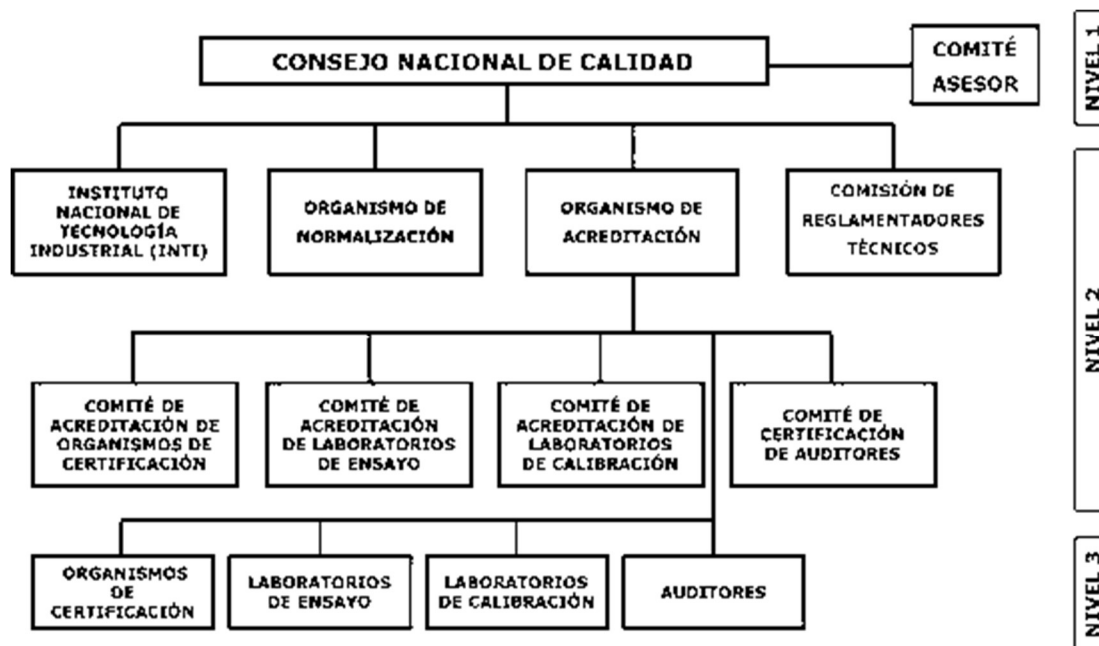 CONSEJO NACIONAL DE CALIDAD
COMITÉ
ASESOR
NIVEL 1
INSTITUTO
NACIONAL DE
TECNOLOGÍA
INDUSTRIAL (INTI)
ORGANISMO DE
NORMALIZACIÓN
ORGANISMO DE
ACREDITACIÓN
COMISIÓN DE
REGLAMENTADORES
TÉCNICOS
NIVEL 2
COMITÉ DE
ACREDITACIÓN DE
ORGANISMOS DE
CERTIFICACIÓN
COMITÉ DE
ACREDITACIÓN
DE LABORATORIOS
DE ENSAYO
COMITÉ DE
ACREDITACIÓN DE
LABORATORIOS
DE CALIBRACIÓN
COMITÉ DE
CERTIFICACIÓN
DE AUDITORES
ORGANISMOS
DE
CERTIFICACIÓN
LABORATORIOS
DE ENSAYO
LABORATORIOS
DE CALIBRACIÓN
AUDITORES
NIVEL 3